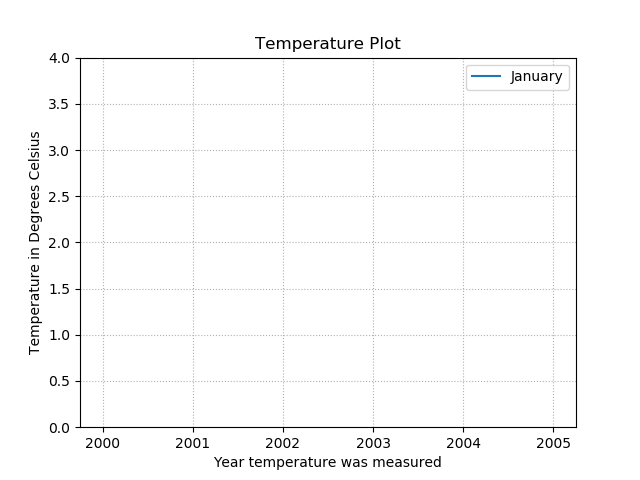 Temperature Plot
January
Temperature in Degrees Celsius
4.0
3.5
3.0
2.5
2.0
1.5
1.0
0.5
0.0
2000 2001 2002 2003 2004 2005
Year temperature was measured